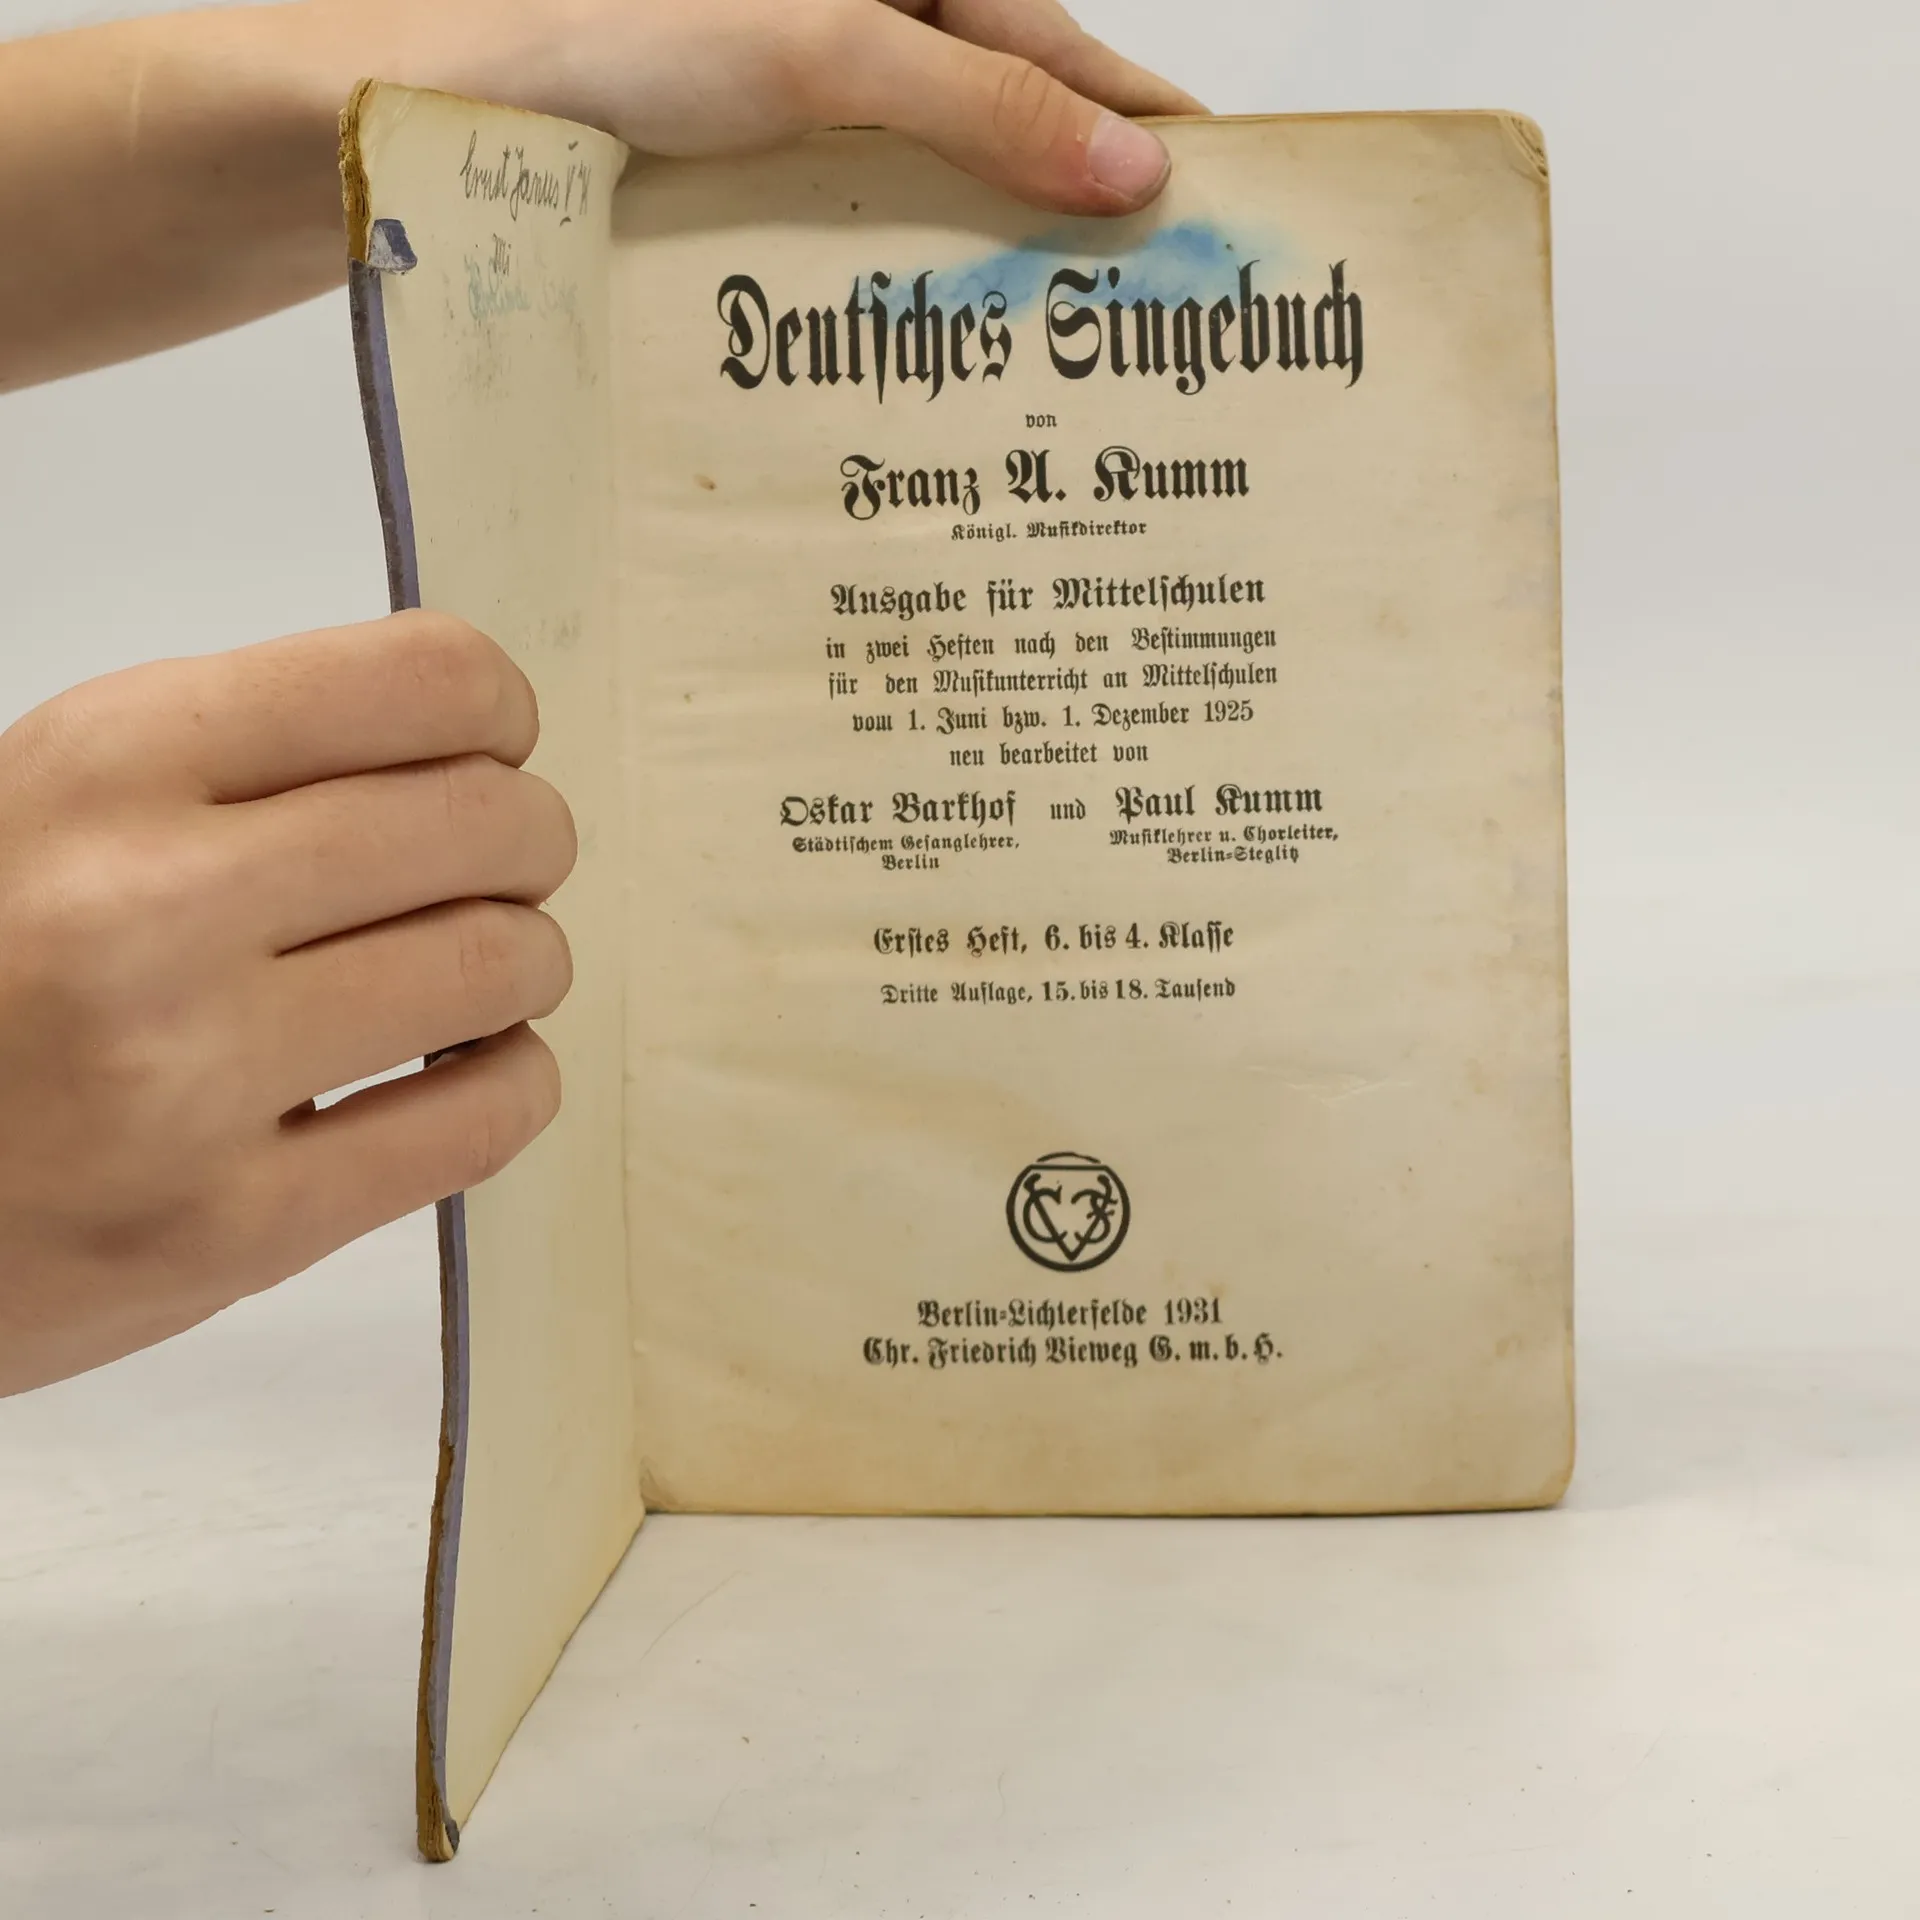 Ernst Janus V
Deutsches Singebuch
von
Franz A. Kumm
Königl. Musikdirektor
Ausgabe für Mittelschulen
in zwei Heften nach den Bestimmungen
für den Musikunterricht an Mittelschulen
vom 1. Juni bzw. 1. Dezember 1925
neu bearbeitet von
Oskar Barkhof und Paul Kumm
Städtischem Gesanglehrer, Musiklehrer u. Chorleiter,
Berlin Berlin-Steglitz
Erstes Heft, 6. bis 4. Klasse
Dritte Auflage, 15. bis 18. Tausend
Berlin-Lichterfelde 1931
Chr. Friedrich Vieweg G. m. b. H.